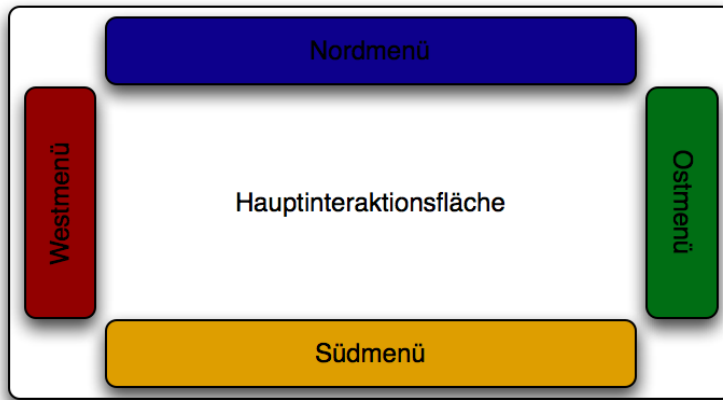 Nordmenü
Westmenü
Hauptinteraktionsfläche
Ostmenü
Südmenü